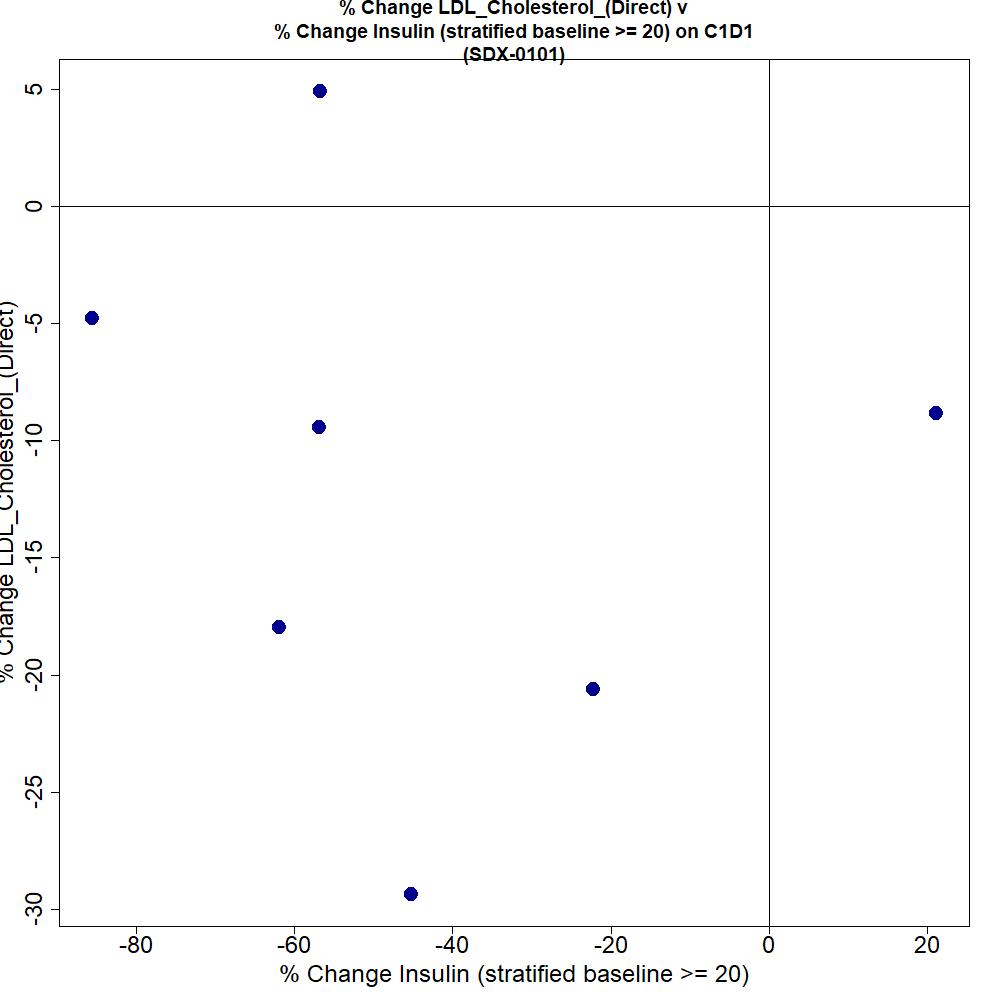 % Change LDL_Cholesterol_(Direct) v
% Change Insulin (stratified baseline >= 20) on C1D1
(SDX-0101)
% Change LDL_Cholesterol_(Direct)
5
0
-5
-10
-15
-20
-25
-30
-80
-60
-40
-20
0
20
% Change Insulin (stratified baseline >= 20)